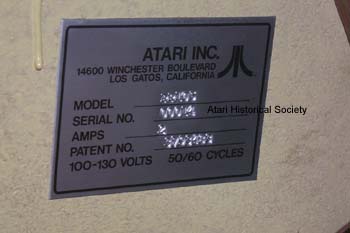 ATARI INC.
14600 WINCHESTER BOULEVARD
LOS GATOS, CALIFORNIA
MODEL
Atari Historical Society
SERIAL NO.
AMPS
PATENT NO.
100-130 VOLTS 50/60 CYCLES